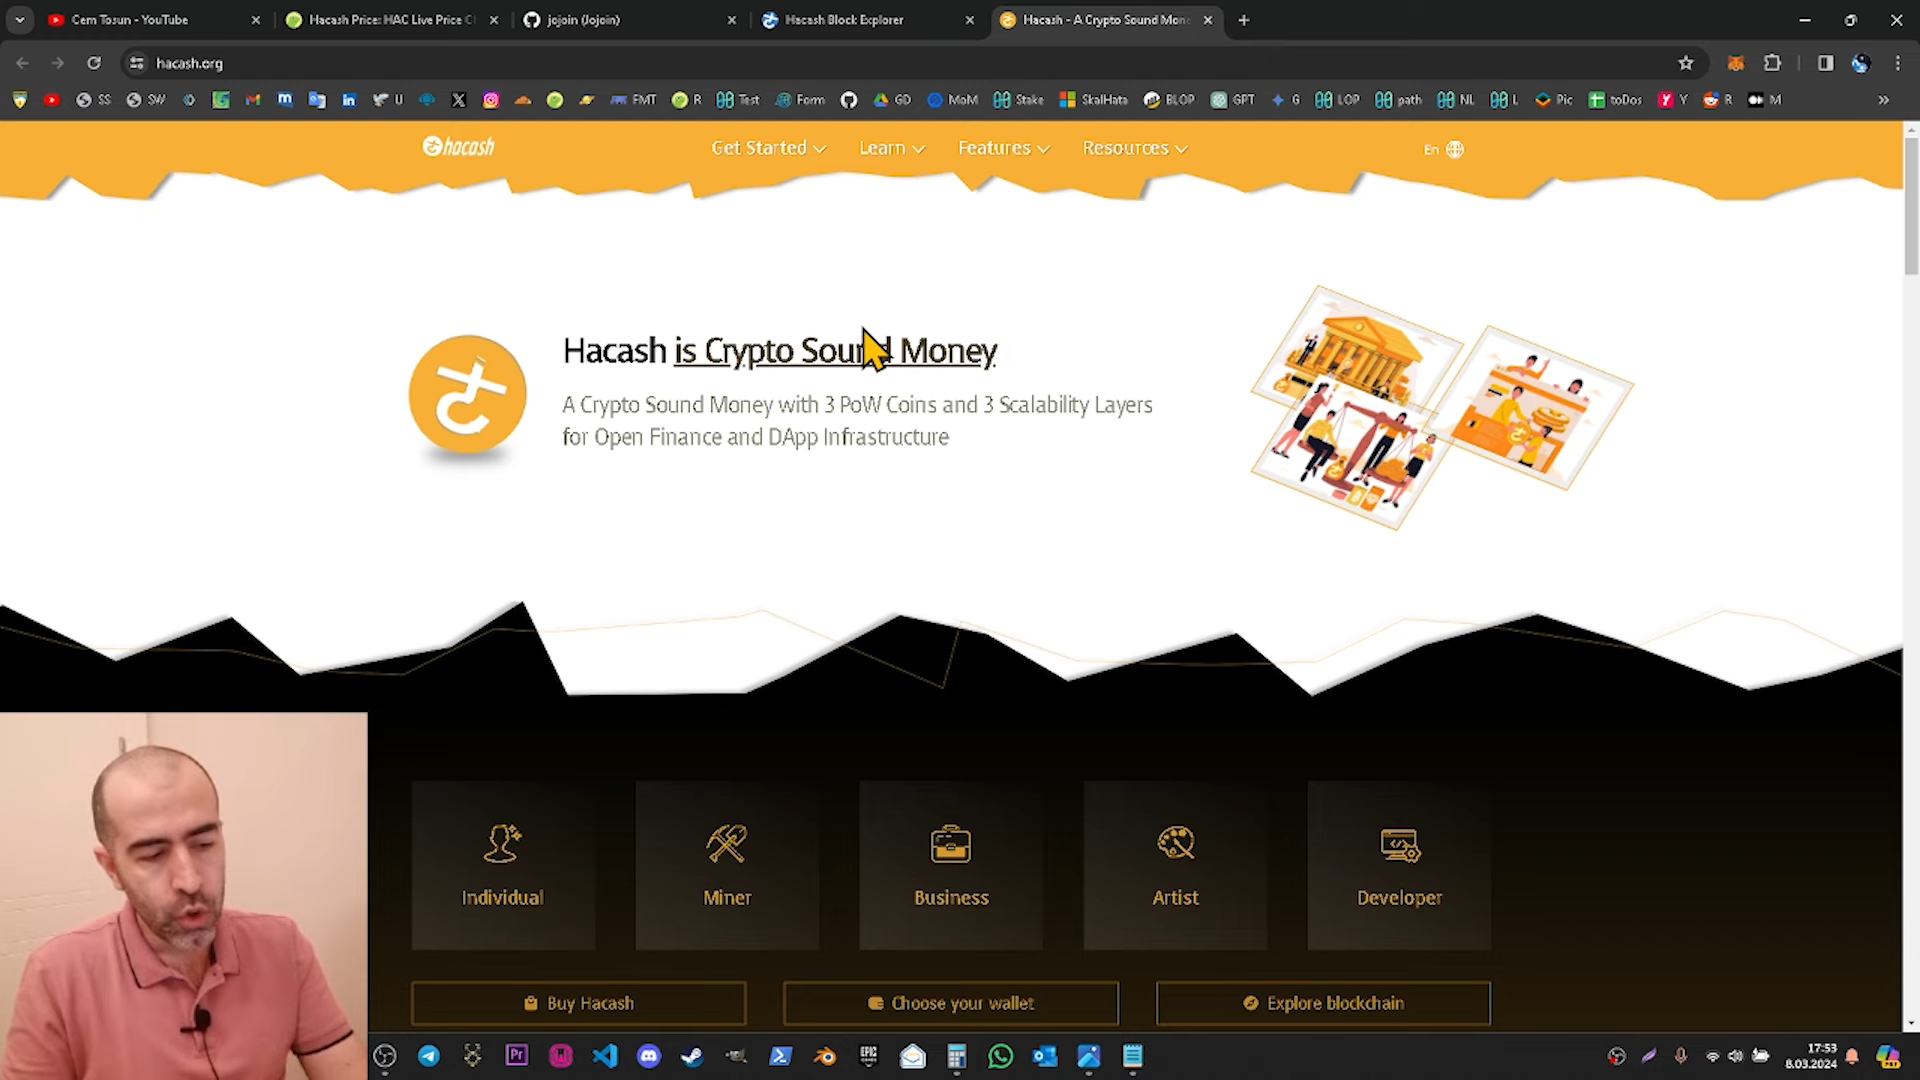 Cem Tosun - YouTube
Hacash Price: HAC Live Price C
jojoin (Jojoin)
Hacash Block Explorer
Hacash - A Crypto Sound Mone
hacash.org
SS
SW
U
FMT
R
Test
Form
GD
MoM
Stake
SkalHata
BLOP
GPT
G
LOP
path
NL
L
Pic
toDos
Y
R
M
hacash
Get Started
Learn
Features
Resources
En
Hacash is Crypto Sound Money
A Crypto Sound Money with 3 PoW Coins and 3 Scalability Layers
for Open Finance and DApp Infrastructure
Individual
Miner
Business
Artist
Developer
Buy Hacash
Choose your wallet
Explore blockchain
17:53
8.03.2024